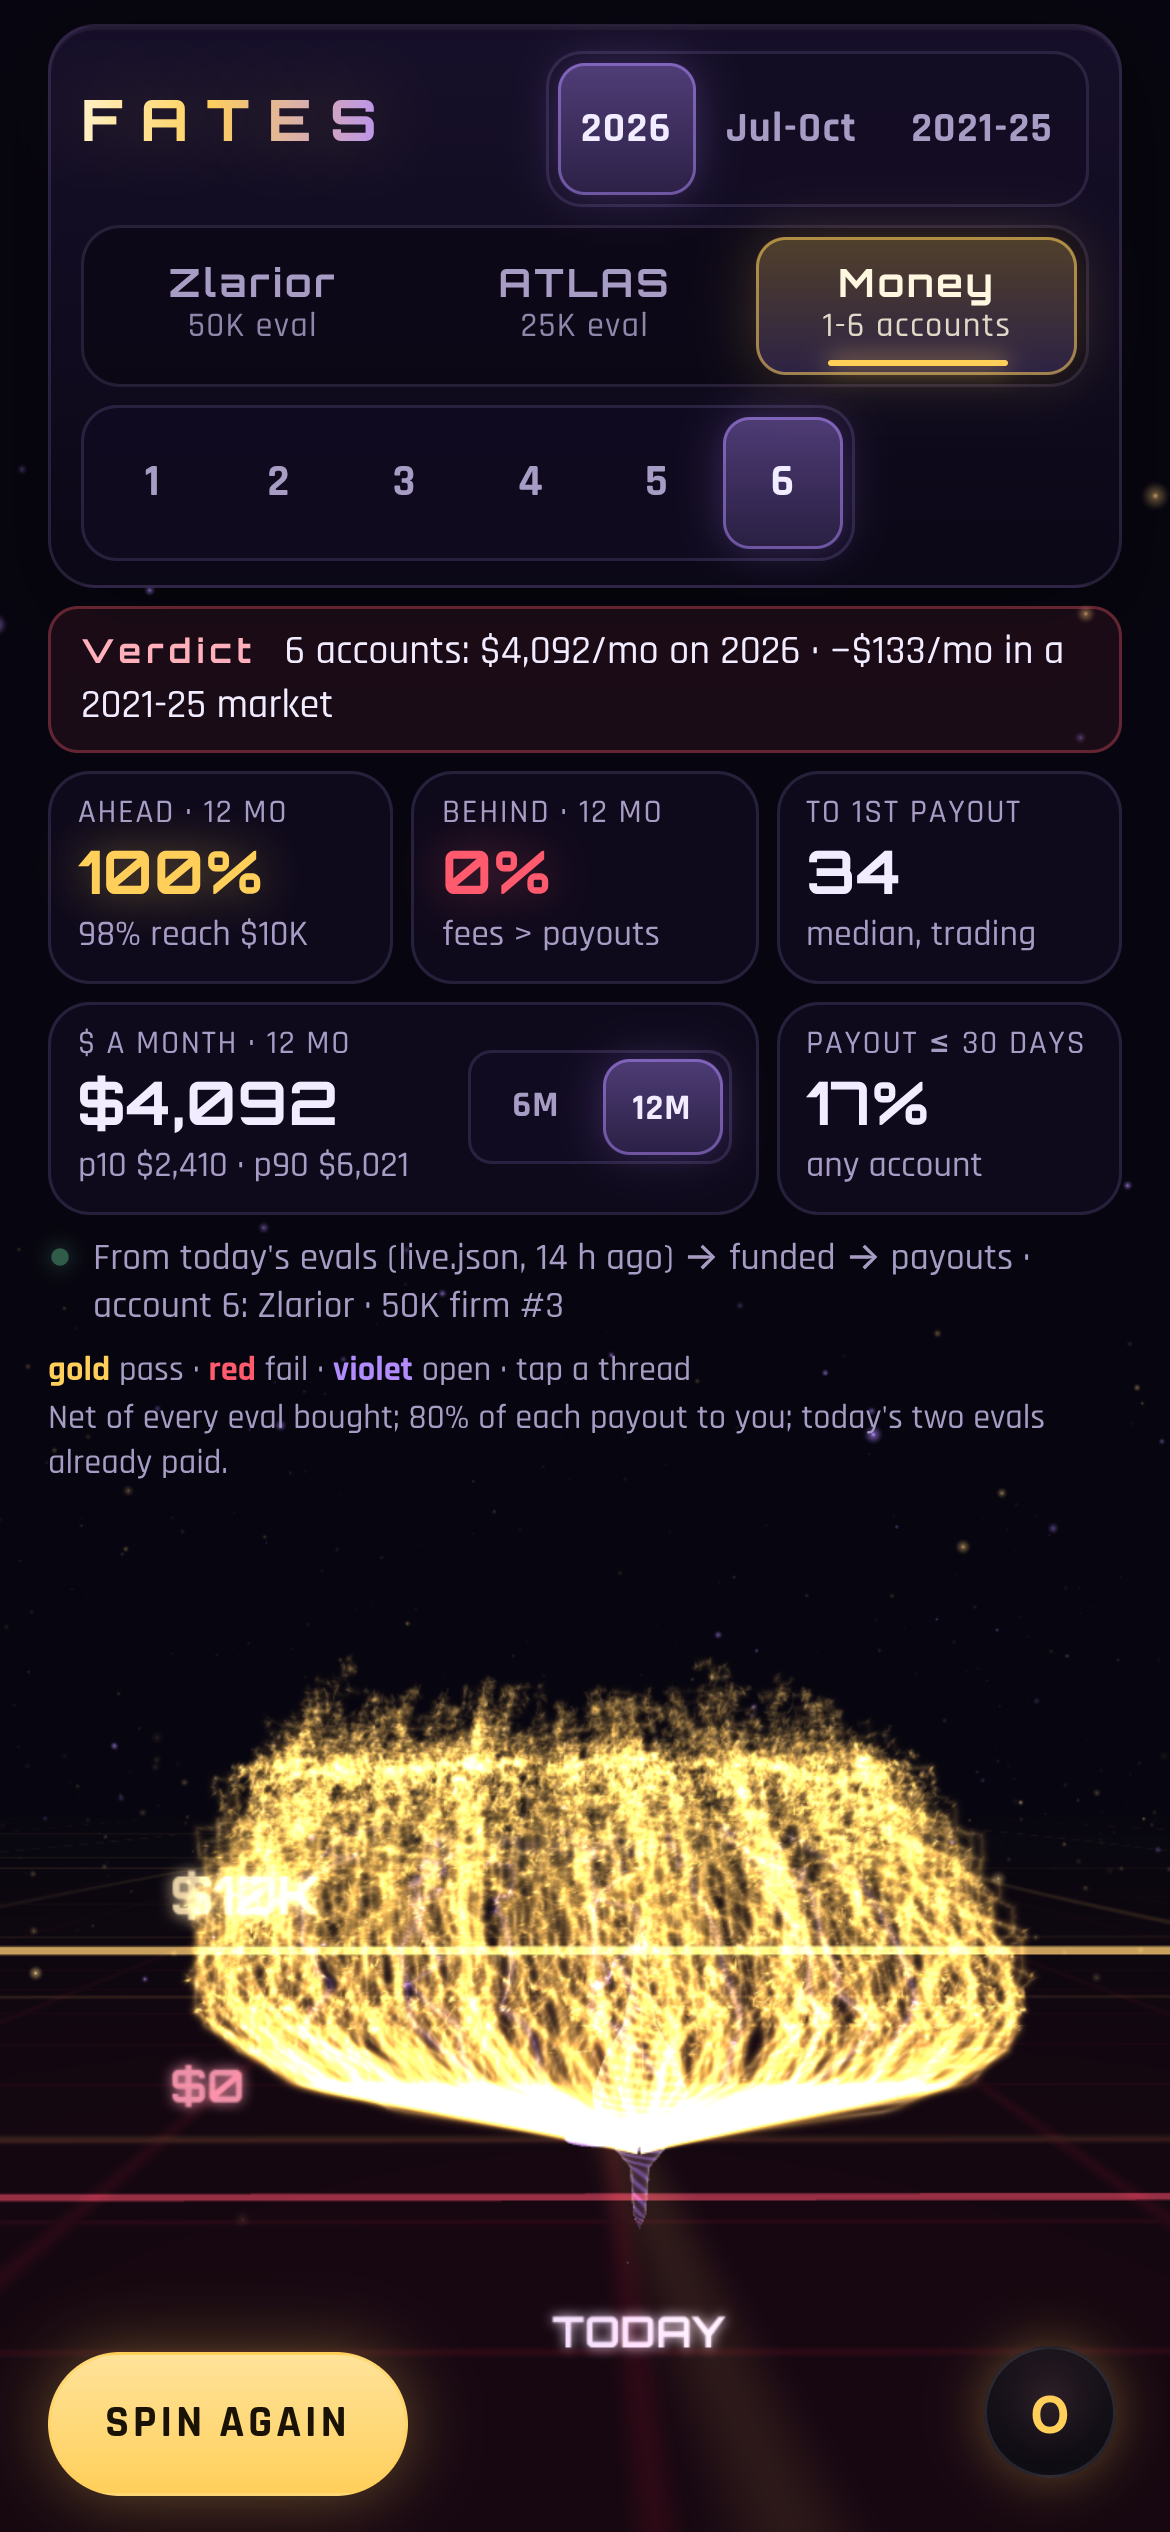 FATES
2026 Jul-Oct 2021-25
Zlarior ATLAS Money
50K eval 25K eval 1-6 accounts
1 2 3 4 5 6
Verdict 6 accounts: $4,092/mo on 2026 · −$133/mo in a
2021-25 market
AHEAD · 12 MO BEHIND · 12 MO TO 1ST PAYOUT
100% 0% 34
98% reach $10K fees > payouts median, trading
$ A MONTH · 12 MO PAYOUT ≤ 30 DAYS
$4,092 6M 12M 17%
p10 $2,410 · p90 $6,021 any account
From today's evals (live.json, 14 h ago) → funded → payouts ·
account 6: Zlarior · 50K firm #3
gold pass · red fail · violet open · tap a thread
Net of every eval bought; 80% of each payout to you; today's two evals
already paid.
$10K
$0
TODAY
SPIN AGAIN O